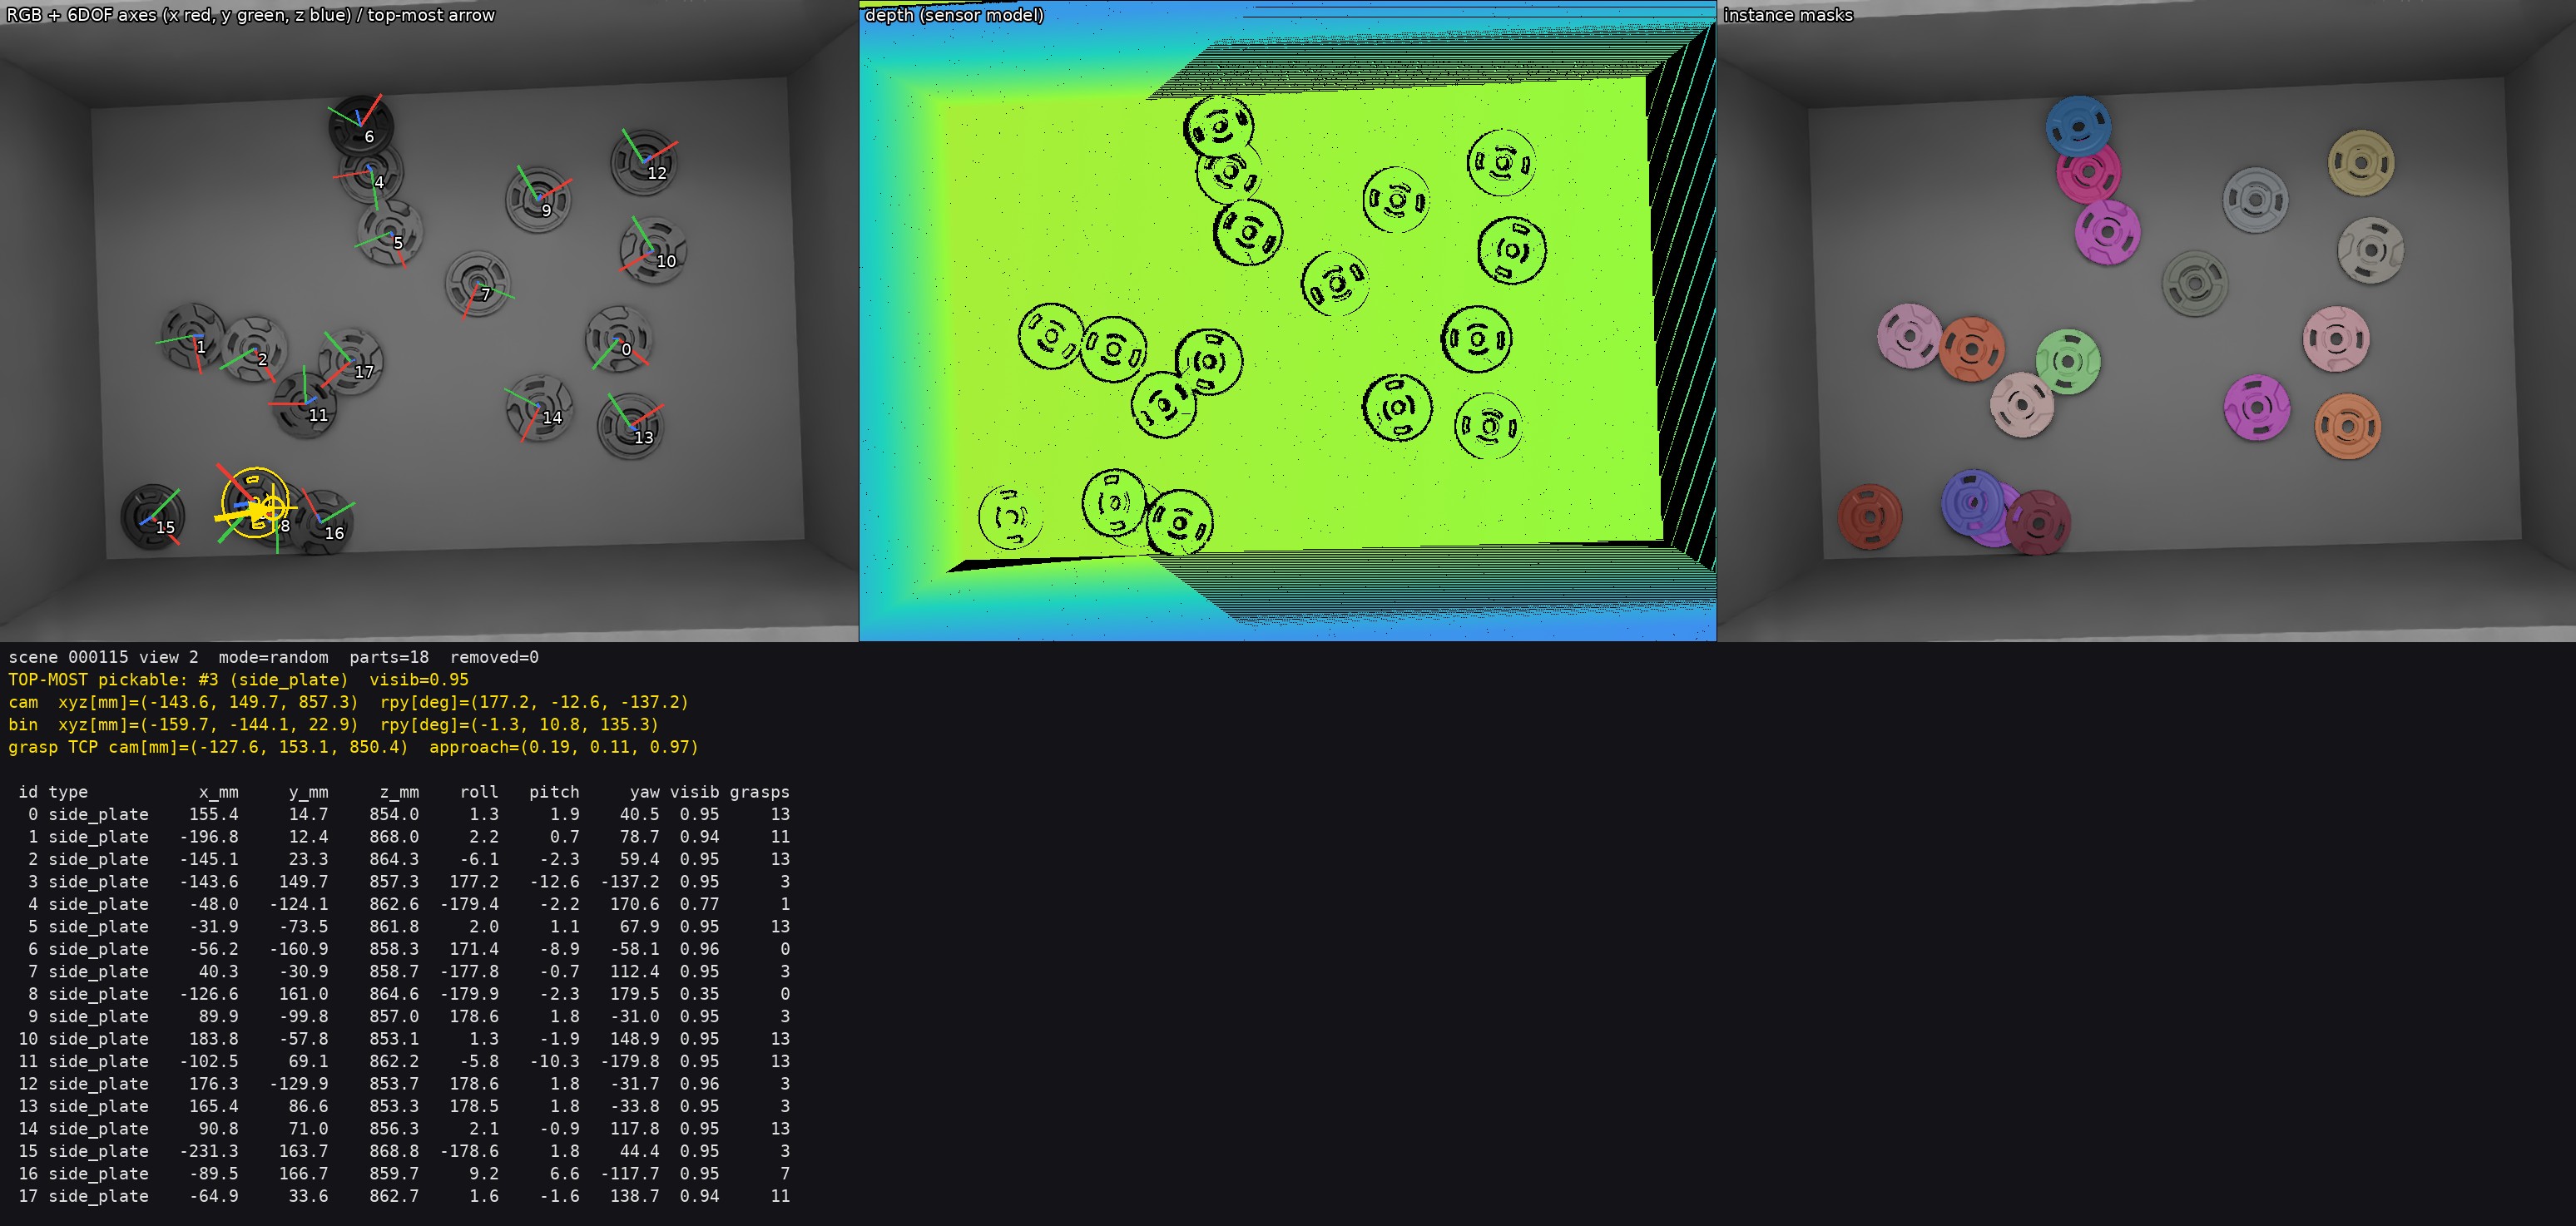 RGB + 6DOF axes (x red, y green, z blue) / top-most arrow
depth (sensor model)
instance masks
6
4
5
12
9
10
7
1
2
17
11
0
14
13
15
8
16
scene 000115 view 2 mode=random parts=18 removed=0
TOP-MOST pickable: #3 (side_plate) visib=0.95
cam xyz[mm]=(-143.6, 149.7, 857.3) rpy[deg]=(177.2, -12.6, -137.2)
bin xyz[mm]=(-159.7, -144.1, 22.9) rpy[deg]=(-1.3, 10.8, 135.3)
grasp TCP cam[mm]=(-127.6, 153.1, 850.4) approach=(0.19, 0.11, 0.97)
id type x_mm y_mm z_mm roll pitch yaw visib grasps
0 side_plate 155.4 14.7 854.0 1.3 1.9 40.5 0.95 13
1 side_plate -196.8 12.4 868.0 2.2 0.7 78.7 0.94 11
2 side_plate -145.1 23.3 864.3 -6.1 -2.3 59.4 0.95 13
3 side_plate -143.6 149.7 857.3 177.2 -12.6 -137.2 0.95 3
4 side_plate -48.0 -124.1 862.6 -179.4 -2.2 170.6 0.77 1
5 side_plate -31.9 -73.5 861.8 2.0 1.1 67.9 0.95 13
6 side_plate -56.2 -160.9 858.3 171.4 -8.9 -58.1 0.96 0
7 side_plate 40.3 -30.9 858.7 -177.8 -0.7 112.4 0.95 3
8 side_plate -126.6 161.0 864.6 -179.9 -2.3 179.5 0.35 0
9 side_plate 89.9 -99.8 857.0 178.6 1.8 -31.0 0.95 3
10 side_plate 183.8 -57.8 853.1 1.3 -1.9 148.9 0.95 13
11 side_plate -102.5 69.1 862.2 -5.8 -10.3 -179.8 0.95 13
12 side_plate 176.3 -129.9 853.7 178.6 1.8 -31.7 0.96 3
13 side_plate 165.4 86.6 853.3 178.5 1.8 -33.8 0.95 3
14 side_plate 90.8 71.0 856.3 2.1 -0.9 117.8 0.95 13
15 side_plate -231.3 163.7 868.8 -178.6 1.8 44.4 0.95 3
16 side_plate -89.5 166.7 859.7 9.2 6.6 -117.7 0.95 7
17 side_plate -64.9 33.6 862.7 1.6 -1.6 138.7 0.94 11